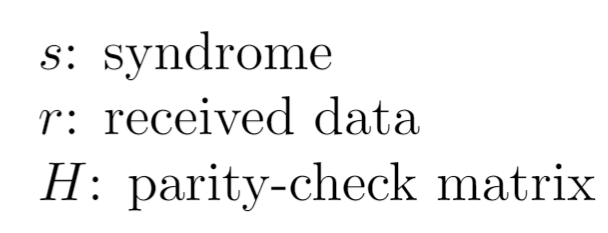 s: syndrome
r: received data
H: parity-check matrix